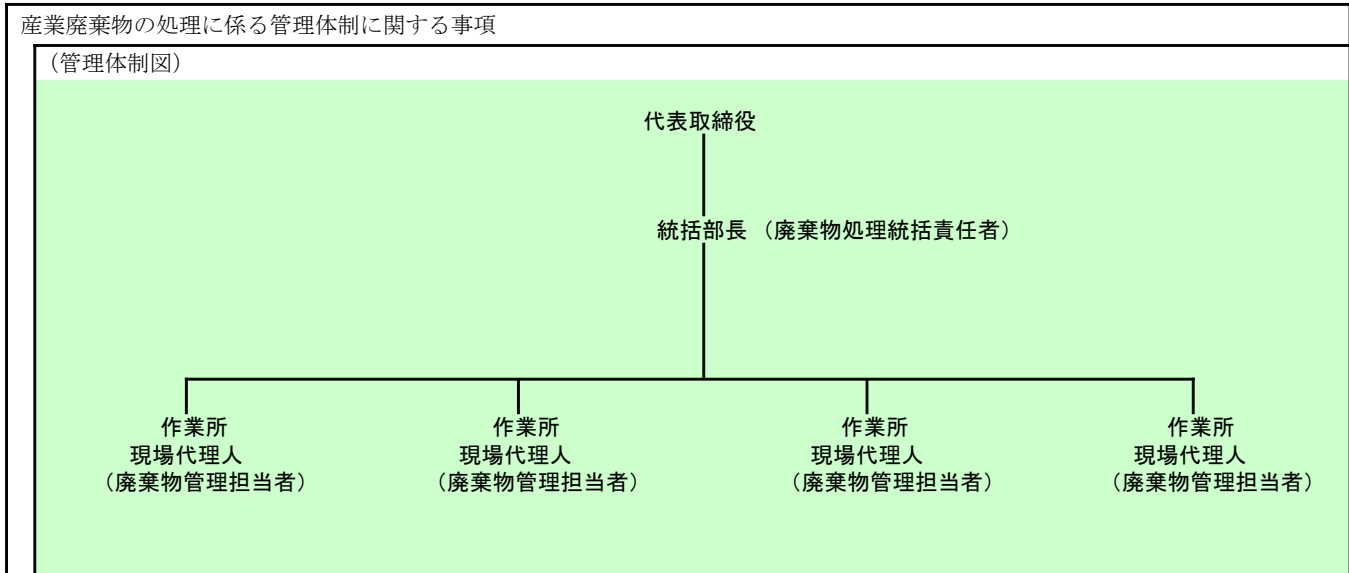 産業廃棄物の処理に係る管理体制に関する事項
（管理体制図）
代表取締役
統括部長 （廃棄物処理統括責任者）
作業所 作業所 作業所 作業所
現場代理人 現場代理人 現場代理人 現場代理人
（廃棄物管理担当者） （廃棄物管理担当者） （廃棄物管理担当者） （廃棄物管理担当者）